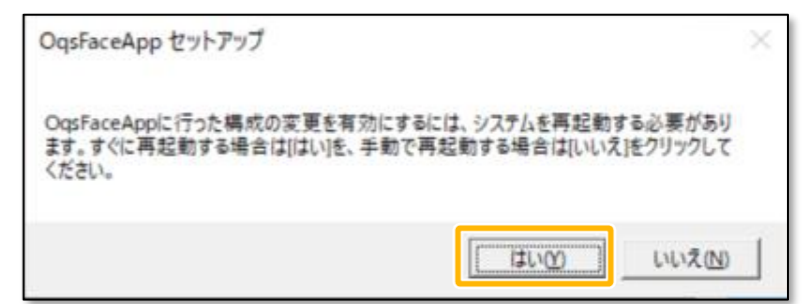 OqsFaceApp セットアップ
OqsFaceAppに行った構成の変更を有効にするには、システムを再起動する必要があり
ます。すぐに再起動する場合は[はい]を、手動で再起動する場合は[いいえ]をクリックして
ください。
はい(Y)
いいえ(N)